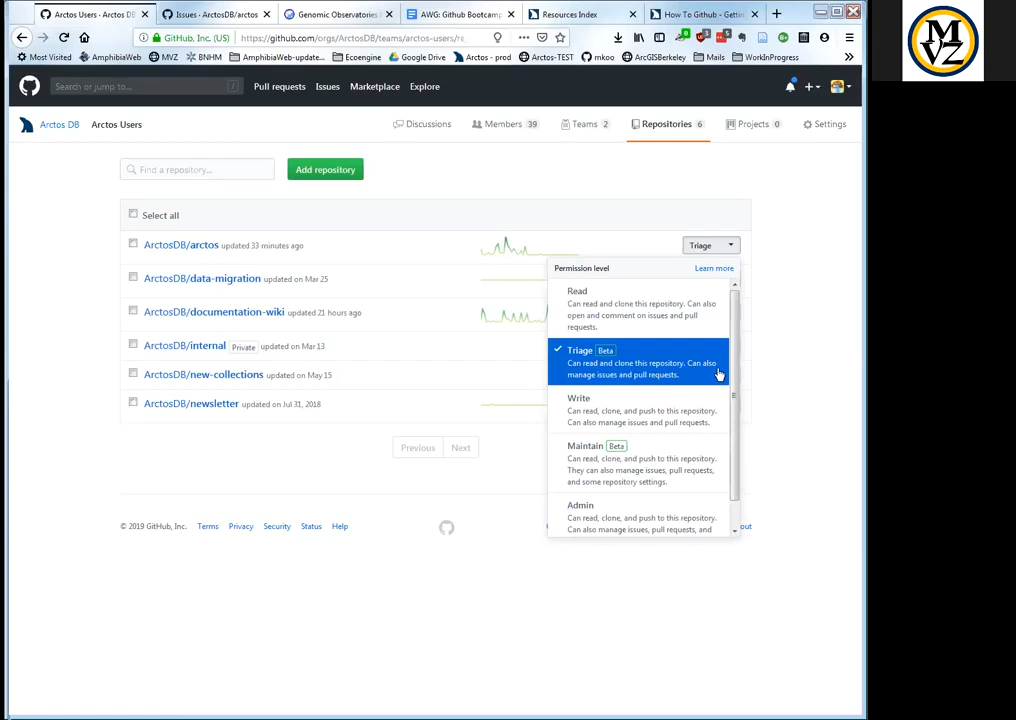 Arctos Users - Arctos DB
Issues - ArctosDB/arctos
Genomic Observatories
AWG: Github Bootcamp
Resources Index
How To Github - Getti
GitHub, Inc. (US)
https://github.com/orgs/ArctosDB/teams/arctos-users/re
Most Visited
AmphibiaWeb
MVZ
BNHM
AmphibiaWeb-update...
Ecoengine
Google Drive
Arctos - prod
Arctos-TEST
mkoo
ArcGISBerkeley
Mails
WorkInProgress
Search or jump to...
/
Pull requests
Issues
Marketplace
Explore
Arctos DB
Arctos Users
Discussions
Members 39
Teams 2
Repositories 6
Projects 0
Settings
Find a repository...
Add repository
Select all
ArctosDB/arctos updated 33 minutes ago
Triage
ArctosDB/data-migration updated on Mar 25
ArctosDB/documentation-wiki updated 21 hours ago
ArctosDB/internal Private updated on Mar 13
ArctosDB/new-collections updated on May 15
ArctosDB/newsletter updated on Jul 31, 2018
Permission level
Learn more
Read
Can read and clone this repository. Can also
open and comment on issues and pull
requests.
Triage Beta
Can read and clone this repository. Can also
manage issues and pull requests.
Write
Can read, clone, and push to this repository.
Can also manage issues and pull requests.
Maintain Beta
Can read, clone, and push to this repository.
They can also manage issues, pull requests,
and some repository settings.
Admin
Can read, clone, and push to this repository.
Can also manage issues, pull requests, and
Previous
Next
© 2019 GitHub, Inc.
Terms
Privacy
Security
Status
Help
out
MVZ